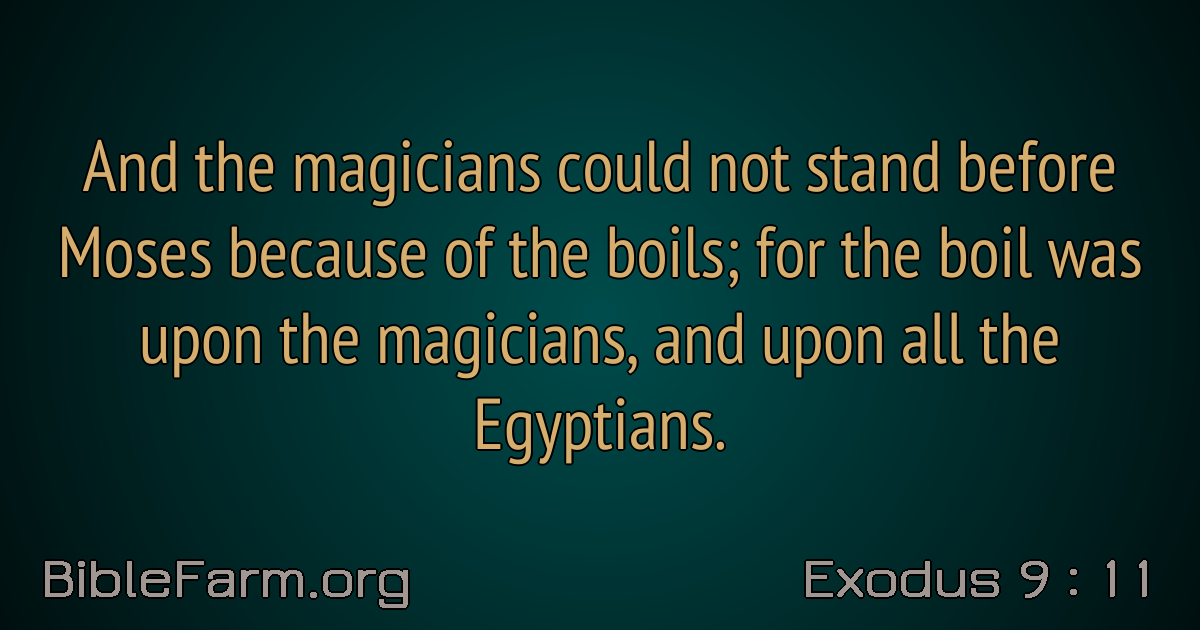 And the magicians could not stand before
Moses because of the boils; for the boil was
upon the magicians, and upon all the
Egyptians.
BibleFarm.org
Exodus 9 : 11